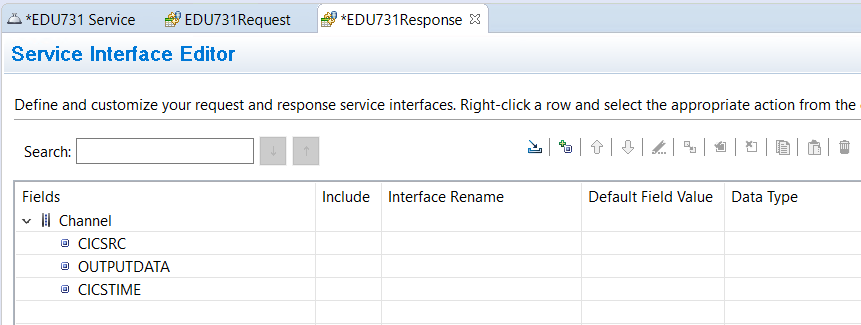 *EDU731 Service EDU731Request *EDU731Response
Service Interface Editor
Define and customize your request and response service interfaces. Right-click a row and select the appropriate action from the
Search:
Fields Include Interface Rename Default Field Value Data Type
Channel
CICSRC
OUTPUTDATA
CICSTIME